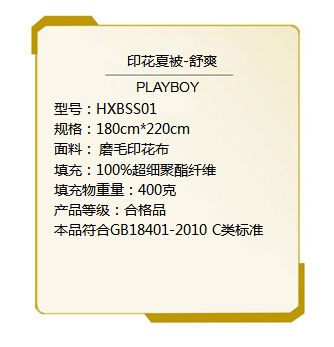 印花夏被-舒爽
PLAYBOY
型号：HXBSS01
规格：180cm*220cm
面料： 磨毛印花布
填充：100%超细聚酯纤维
填充物重量：400克
产品等级：合格品
本品符合GB18401-2010 C类标准